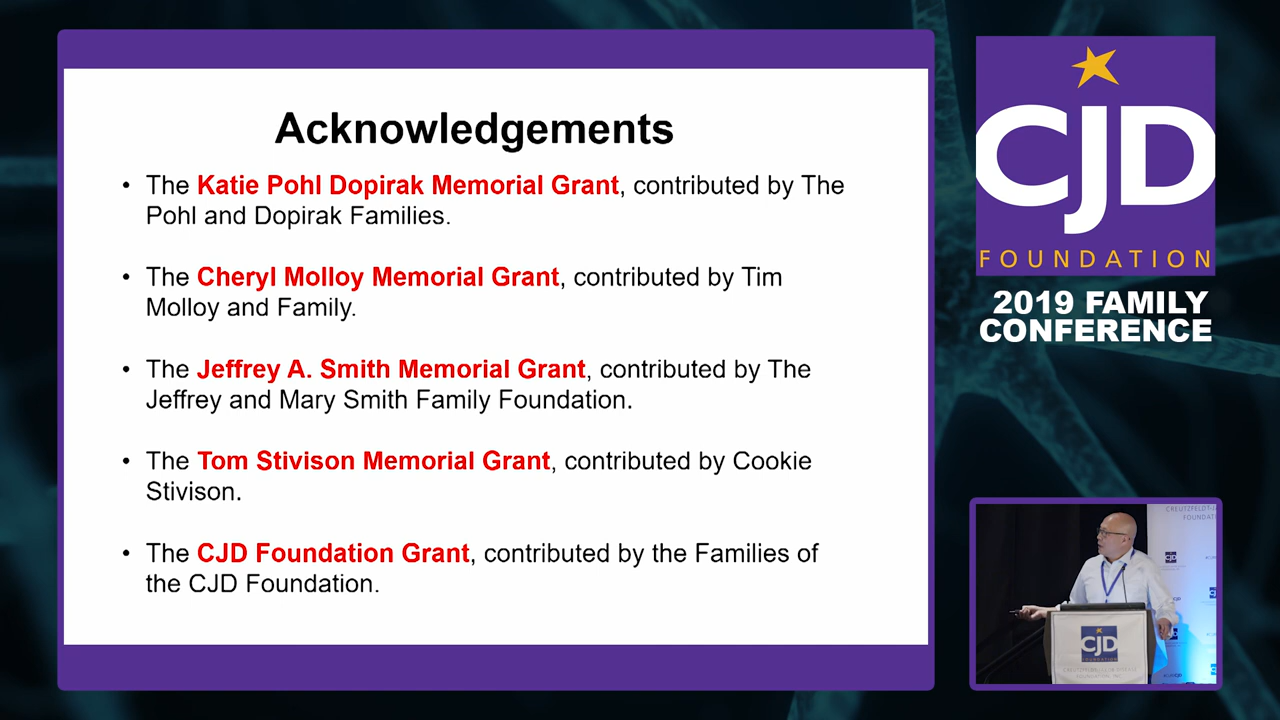 Acknowledgements
• The Katie Pohl Dopirak Memorial Grant, contributed by The
Pohl and Dopirak Families.
• The Cheryl Molloy Memorial Grant, contributed by Tim
Molloy and Family.
• The Jeffrey A. Smith Memorial Grant, contributed by The
Jeffrey and Mary Smith Family Foundation.
• The Tom Stivison Memorial Grant, contributed by Cookie
Stivison.
• The CJD Foundation Grant, contributed by the Families of
the CJD Foundation.
CJD
FOUNDATION
2019 FAMILY
CONFERENCE
CJD
FOUNDATION